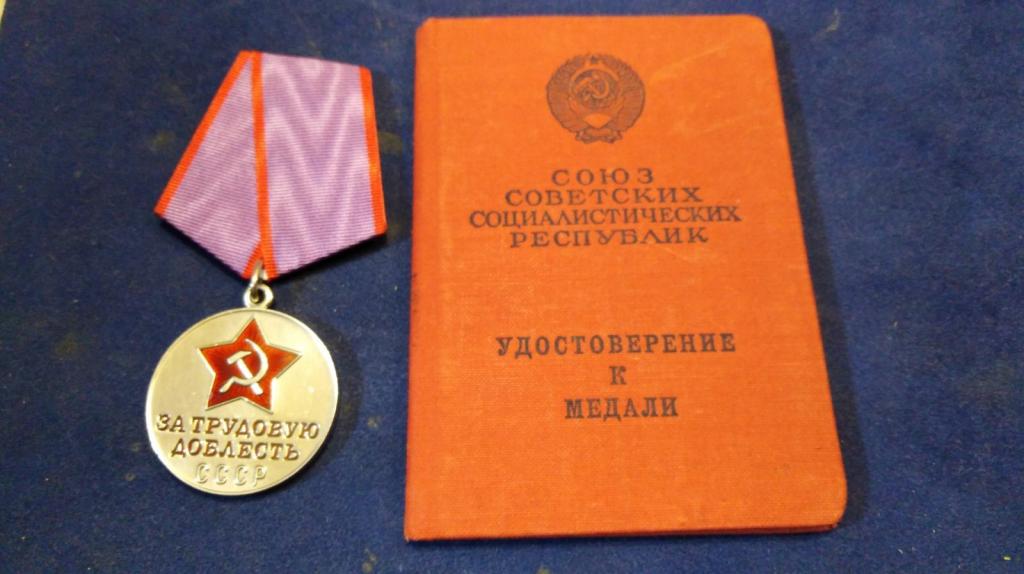 ЗА ТРУДОВУЮ
ДОБЛЕСТЬ
СССР
СОЮЗ
СОВЕТСКИХ
СОЦИАЛИСТИЧЕСКИХ
РЕСПУБЛИК
УДОСТОВЕРЕНИЕ
К
МЕДАЛИ